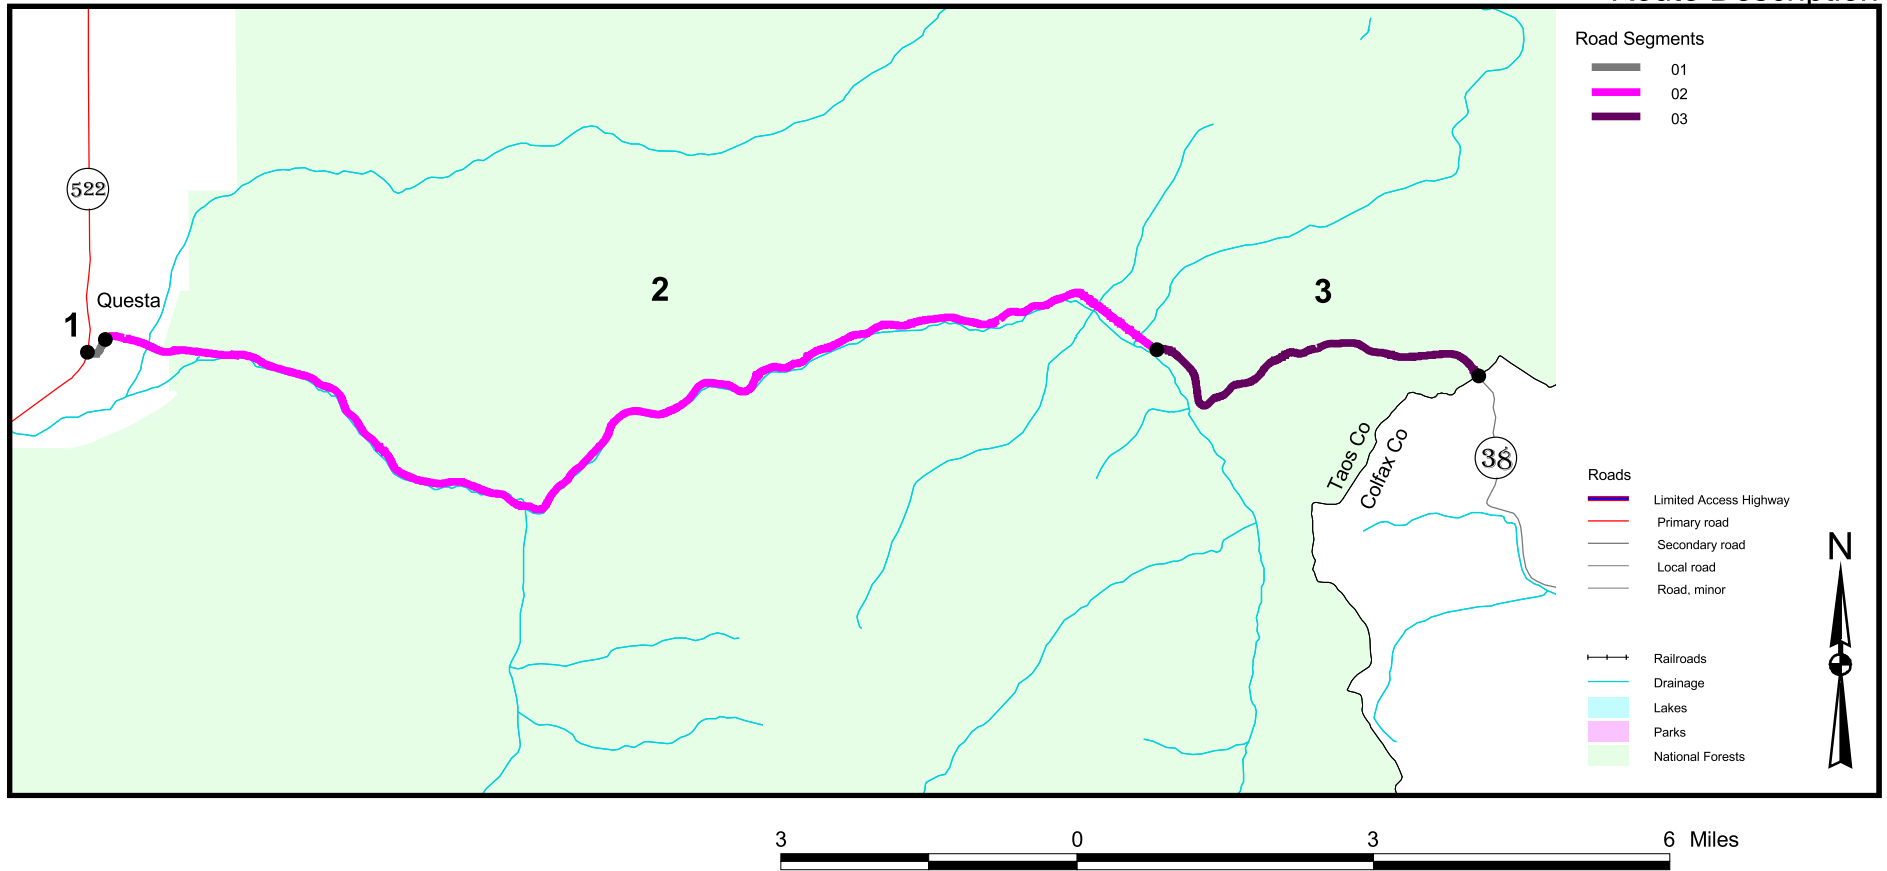 Route Description
Road Segments
01
02
03
522
2
3
Questa
1
Taos Co
Colfax Co
38
Roads
Limited Access Highway
Primary road
Secondary road
Local road
Road, minor
N
Railroads
Drainage
Lakes
Parks
National Forests
3 0 3 6 Miles